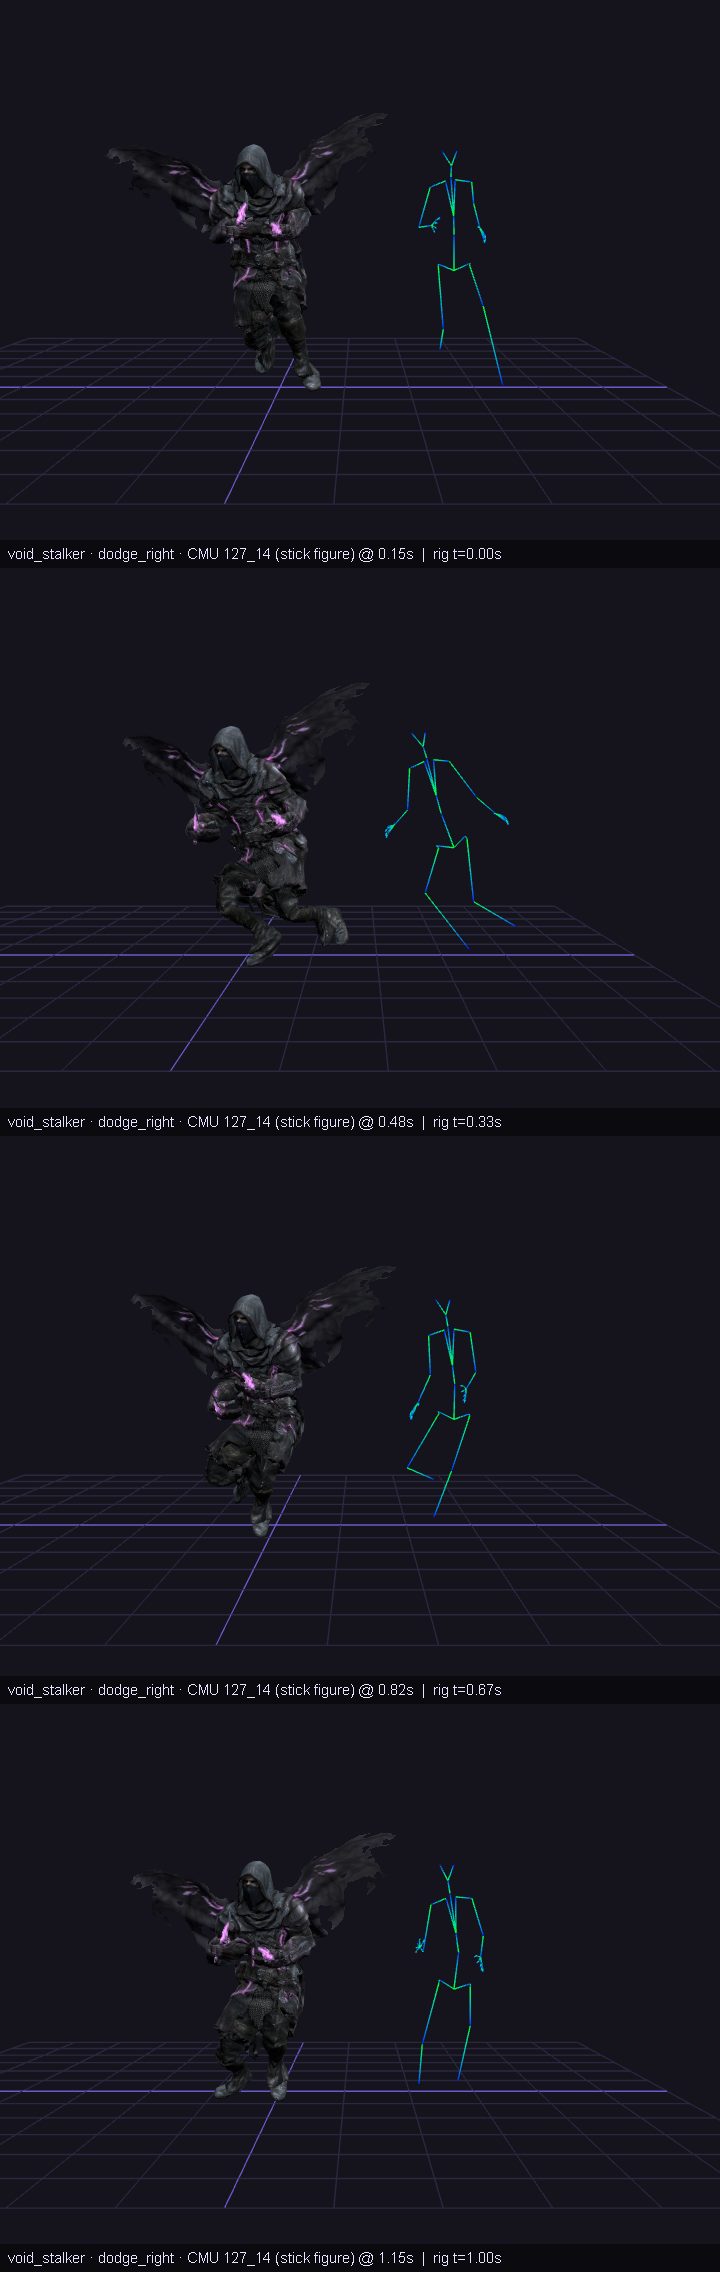 void_stalker · dodge_right · CMU 127_14 (stick figure) @ 0.15s | rig t=0.00s
void_stalker · dodge_right · CMU 127_14 (stick figure) @ 0.48s | rig t=0.33s
void_stalker · dodge_right · CMU 127_14 (stick figure) @ 0.82s | rig t=0.67s
void_stalker · dodge_right · CMU 127_14 (stick figure) @ 1.15s | rig t=1.00s